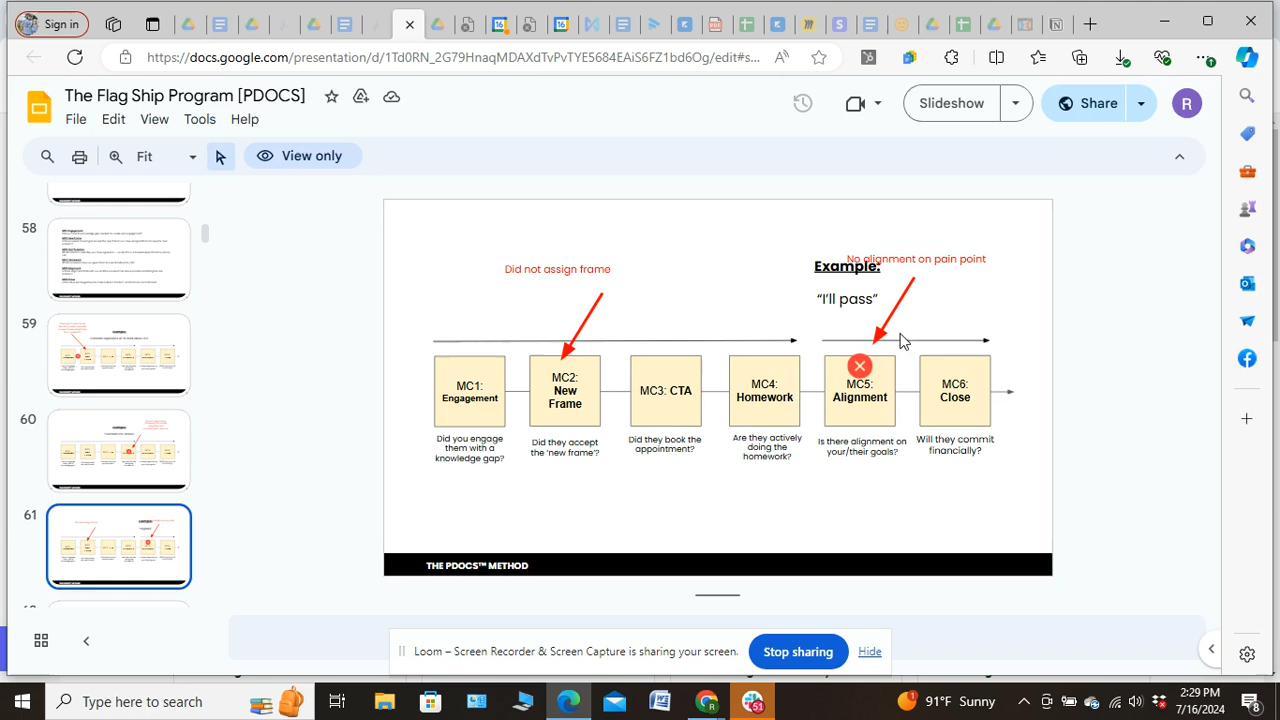 Sign in
https://docs.google.com/presentation/d/1Td0RN_2G79HnaqMDAXdTvPvTYE5684EAiS6FZ1bd6Og/edit#s...
The Flag Ship Program [PDOCS]
File Edit View Tools Help
Slideshow
Share
R
Fit
View only
58
59
60
61
Did not assign frame
No alignment on pain point
Example:
“I'll pass”
MC1:
Engagement
MC2:
New
Frame
MC3: CTA
MC4:
Homework
MC5:
Alignment
MC6:
Close
Did you engage
them with a
knowledge gap?
Did they accept
the 'new frame'?
Did they book the
appointment?
Are they actively
doing the
homework?
Is there alignment on
your/their goals?
Will they commit
financially?
THE PDOCS™ METHOD
Loom – Screen Recorder & Screen Capture is sharing your screen.
Stop sharing
Hide
Type here to search
51
1
91°F Sunny
2:29 PM
7/16/2024
8